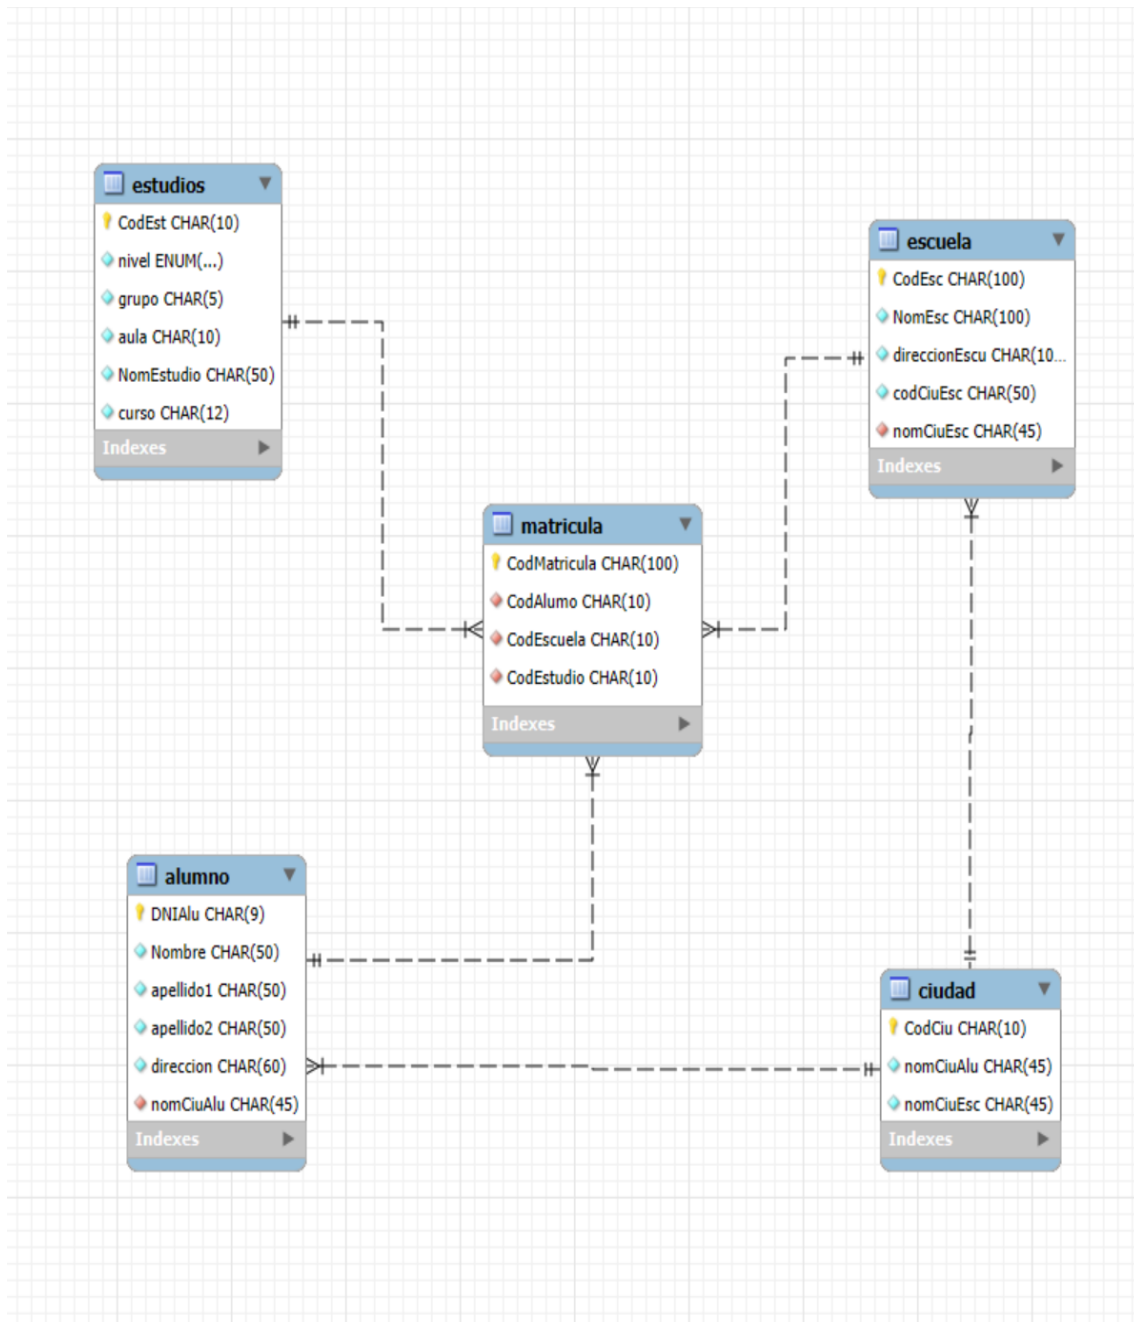 estudios
CodEst CHAR(10)
nivel ENUM(...)
grupo CHAR(5)
aula CHAR(10)
NomEstudio CHAR(50)
curso CHAR(12)
Indexes
escuela
CodEsc CHAR(100)
NomEsc CHAR(100)
direccionEscu CHAR(10...
codCiuEsc CHAR(50)
nomCiuEsc CHAR(45)
Indexes
matricula
CodMatricula CHAR(100)
CodAlumo CHAR(10)
CodEscuela CHAR(10)
CodEstudio CHAR(10)
Indexes
alumno
DNIAlu CHAR(9)
Nombre CHAR(50)
apellido1 CHAR(50)
apellido2 CHAR(50)
direccion CHAR(60)
nomCiuAlu CHAR(45)
Indexes
ciudad
CodCiu CHAR(10)
nomCiuAlu CHAR(45)
nomCiuEsc CHAR(45)
Indexes